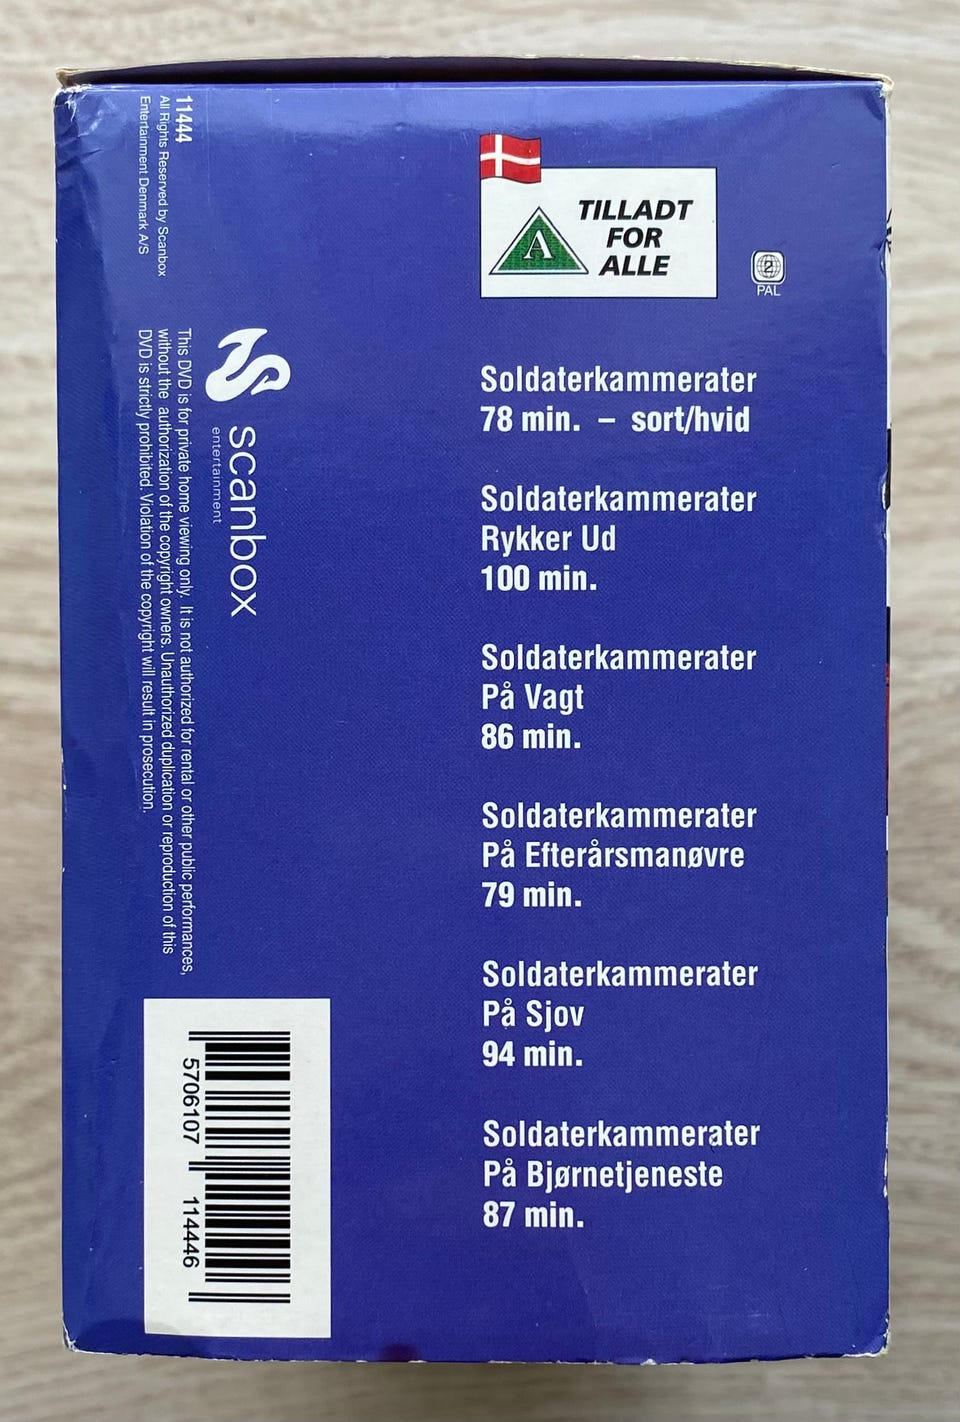 TILLADT
FOR
ALLE
A
2
PAL
Soldaterkammerater
78 min. – sort/hvid
Soldaterkammerater
Rykker Ud
100 min.
Soldaterkammerater
På Vagt
86 min.
Soldaterkammerater
På Efterårsmanøvre
79 min.
Soldaterkammerater
På Sjov
94 min.
Soldaterkammerater
På Bjørnetjeneste
87 min.
11444
All Rights Reserved by Scanbox
Entertainment Denmark A/S
scanbox
entertainment
This DVD is for private home viewing only. It is not authorized for rental or other public performances,
without the authorization of the copyright owners. Unauthorized duplication or reproduction of this
DVD is strictly prohibited. Violation of the copyright will result in prosecution.
5706107 114446